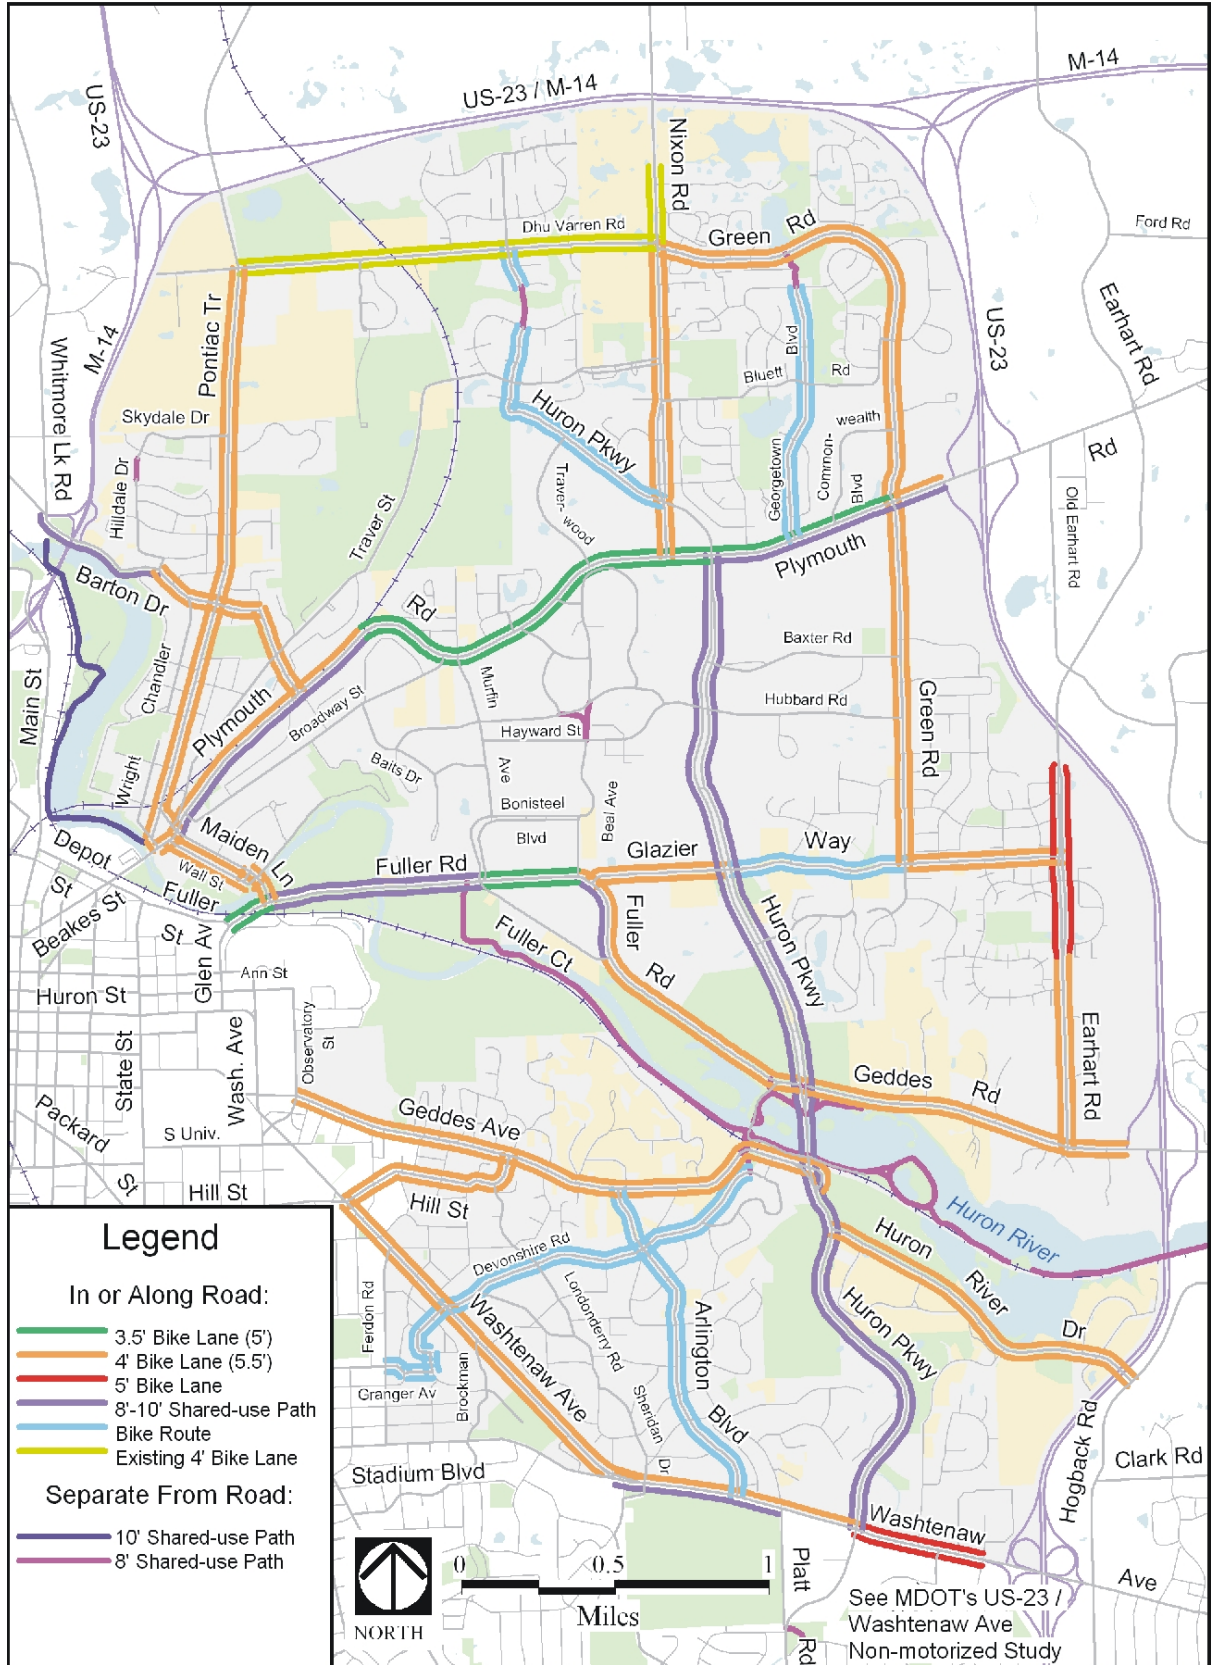 M-14
US-23 / M-14
US-23
Nixon Rd
Dhu Varren Rd
Green Rd
Ford Rd
Pontiac Tr
M-14
Whitmore Lk Rd
US-23
Earhart Rd
Blvd
Bluett Rd
Skydale Dr
Huron Pkwy
Common-
wealth
Blvd
Georgetown
Rd
Hilldale Dr
Traver-
wood
Old Earhart Rd
Traver St
Plymouth
Barton Dr
Rd
Baxter Rd
Chandler
Main St
Murfin
Ave
Hubbard Rd
Green Rd
Plymouth
Broadway St
Hayward St
Baits Dr
Wright
Bonisteel
Blvd
Beal Ave
Maiden Ln
Depot
St
Wall St
Fuller Rd
Glazier
Way
Fuller
St
Beakes St
Fuller
Rd
Huron Pkwy
Fuller Ct
Glen Av
Ann St
Huron St
Observatory
St
State St
Wash. Ave
Earhart Rd
Geddes Rd
Packard
St
S Univ.
Geddes Ave
Hill St
Hill St
Huron River
Huron
River
Dr
Devonshire Rd
Ferdon Rd
Londonderry Rd
Washtenaw Ave
Arlington
Blvd
Huron Pkwy
Granger Av
Brockman
Sheridan
Dr
Hogback Rd
Clark Rd
Stadium Blvd
Washtenaw
Ave
Platt
Rd
Legend
In or Along Road:
3.5' Bike Lane (5')
4' Bike Lane (5.5')
5' Bike Lane
8'-10' Shared-use Path
Bike Route
Existing 4' Bike Lane
Separate From Road:
10' Shared-use Path
8' Shared-use Path
NORTH
0 0.5 1
Miles
See MDOT's US-23 /
Washtenaw Ave
Non-motorized Study